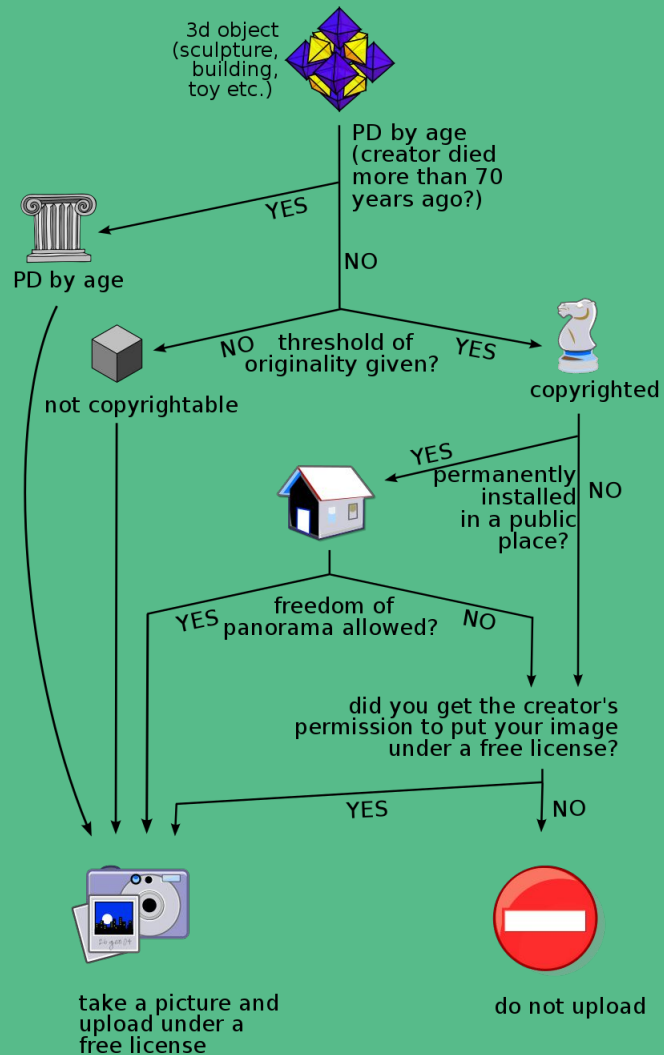 3d object
(sculpture,
building,
toy etc.)
PD by age
(creator died
more than 70
years ago?)
YES
NO
PD by age
NO
threshold of
originality given?
YES
not copyrightable
copyrighted
YES
permanently
installed
in a public
place?
NO
YES
freedom of
panorama allowed?
NO
did you get the creator's
permission to put your image
under a free license?
YES
NO
take a picture and
upload under a
free license
do not upload